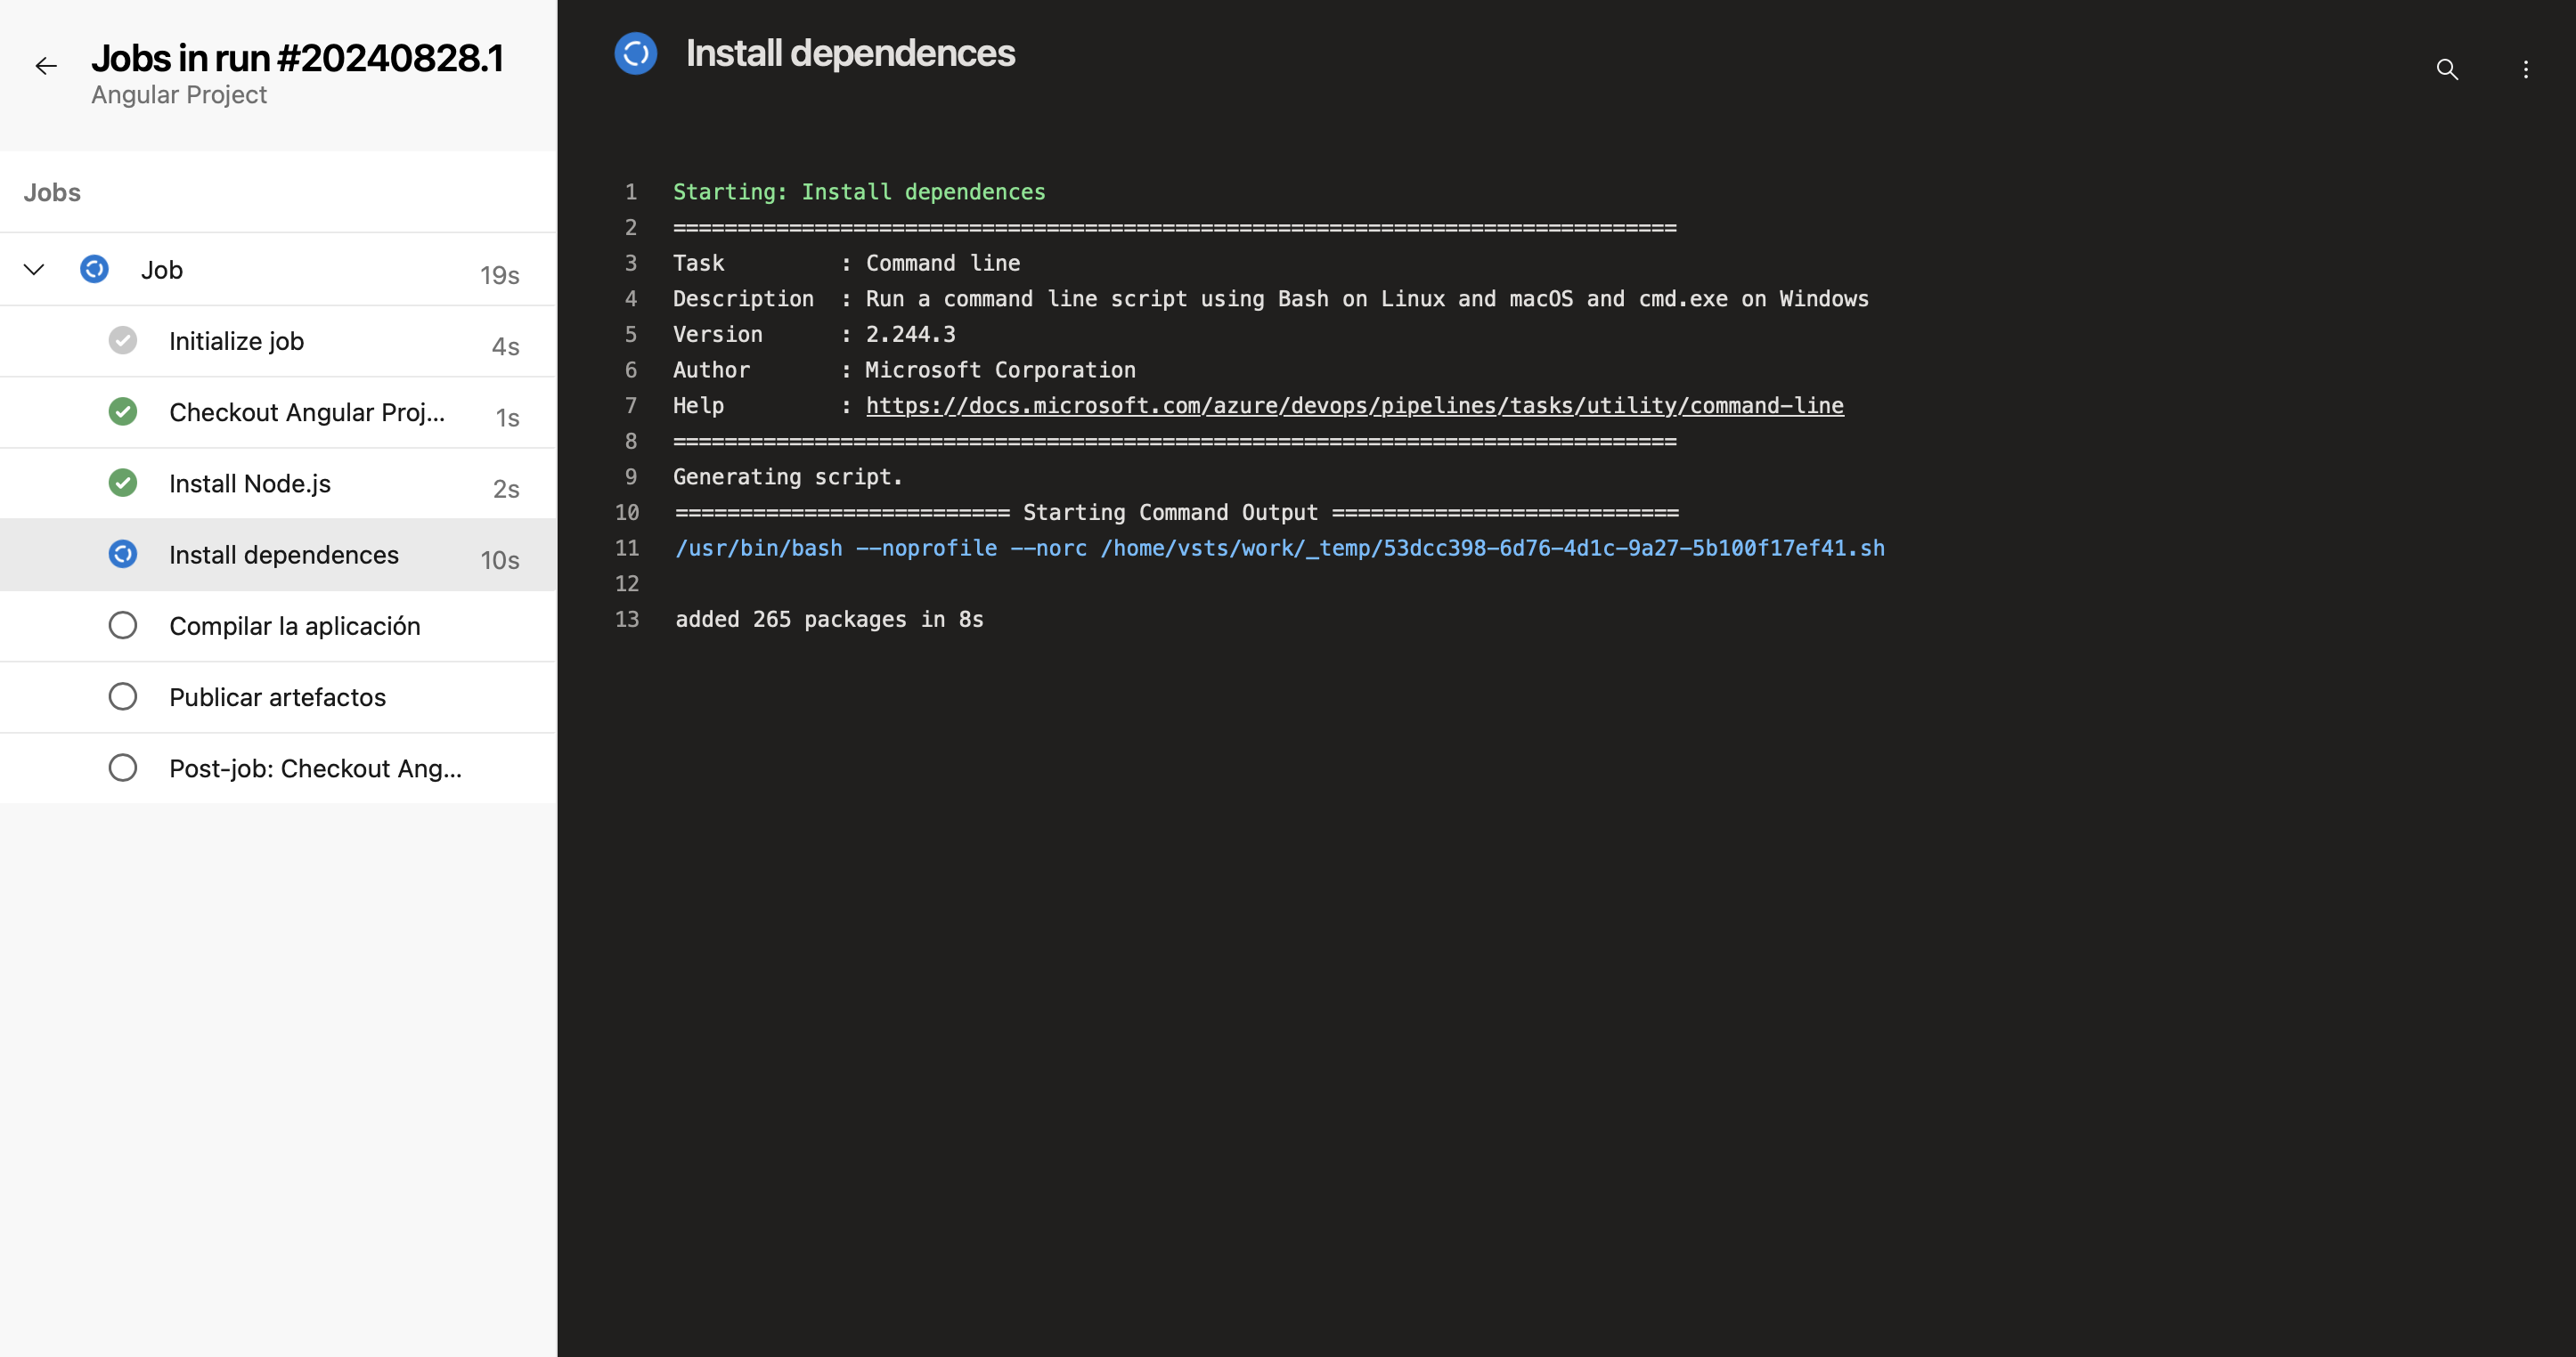 Jobs in run #20240828.1
Angular Project
Jobs
Job 19s
Initialize job 4s
Checkout Angular Proj... 1s
Install Node.js 2s
Install dependences 10s
Compilar la aplicación
Publicar artefactos
Post-job: Checkout Ang...
Install dependences
1 Starting: Install dependences
2 ==============================================================================
3 Task         : Command line
4 Description  : Run a command line script using Bash on Linux and macOS and cmd.exe on Windows
5 Version      : 2.244.3
6 Author       : Microsoft Corporation
7 Help         : https://docs.microsoft.com/azure/devops/pipelines/tasks/utility/command-line
8 ==============================================================================
9 Generating script.
10 ========================== Starting Command Output ===========================
11 /usr/bin/bash --noprofile --norc /home/vsts/work/_temp/53dcc398-6d76-4d1c-9a27-5b100f17ef41.sh
12
13 added 265 packages in 8s